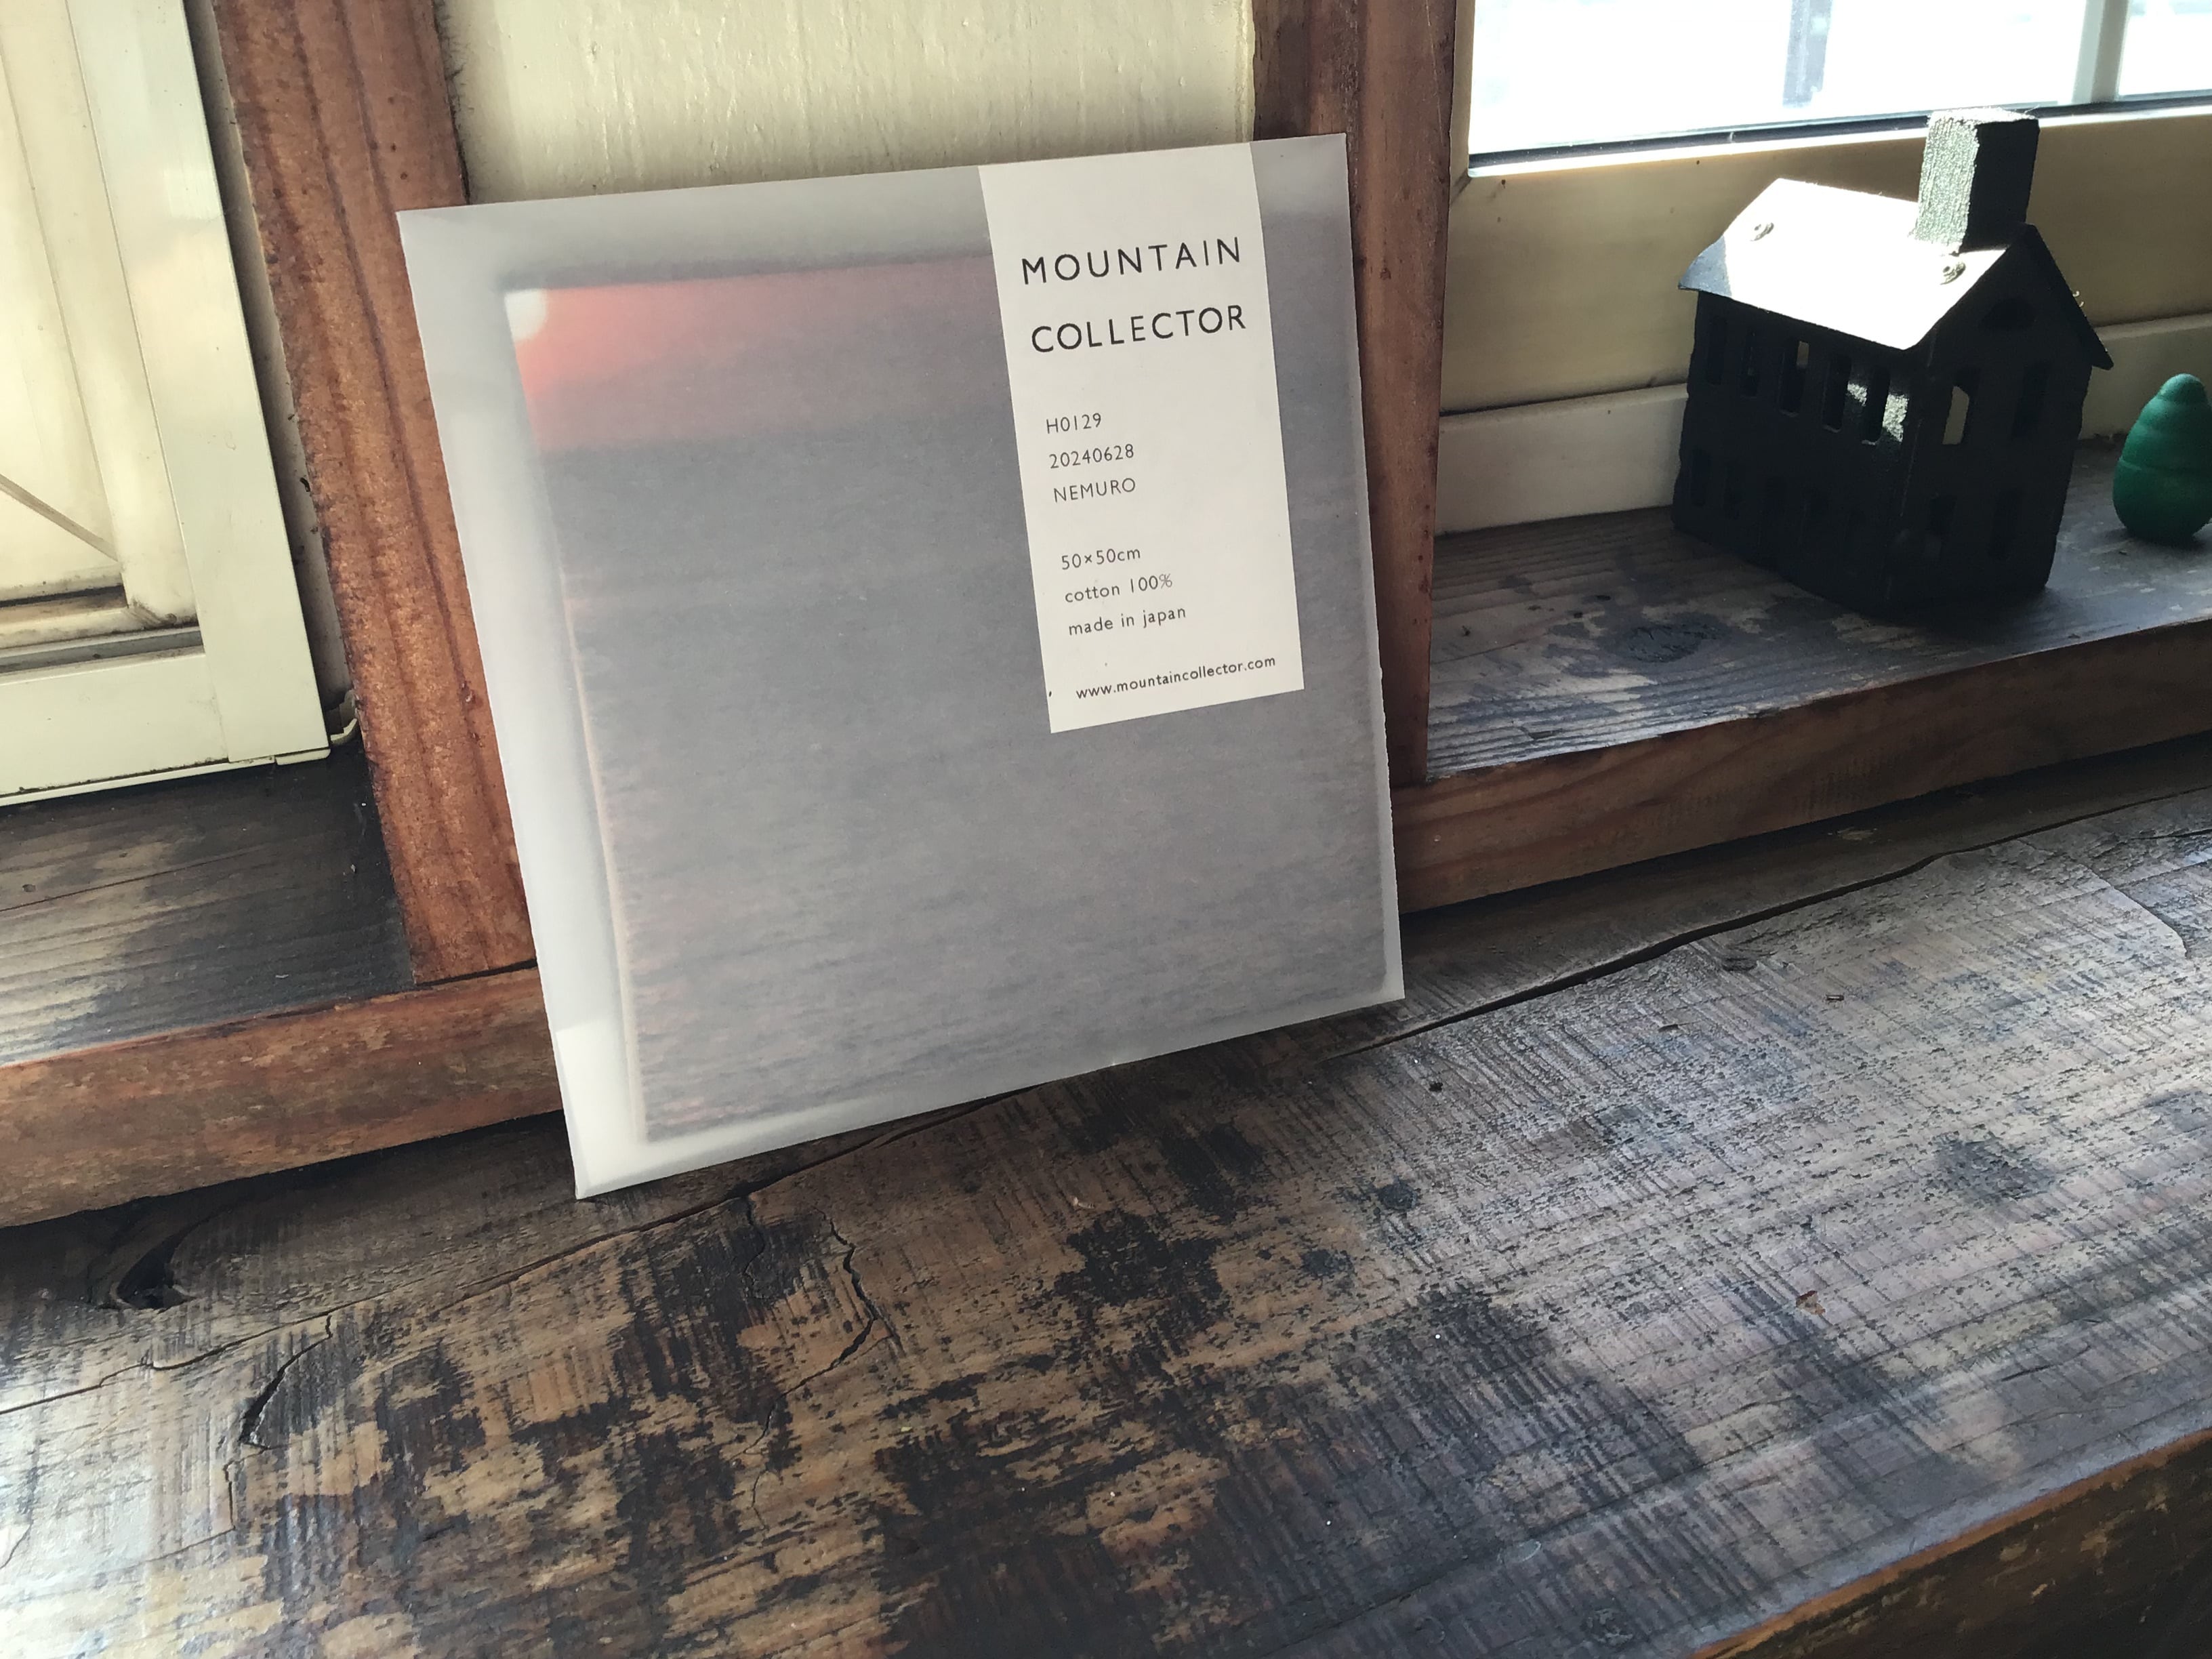 MOUNTAIN
COLLECTOR
H0129
20240628
NEMURO
50×50cm
cotton 100%
made in japan
www.mountaincollector.com